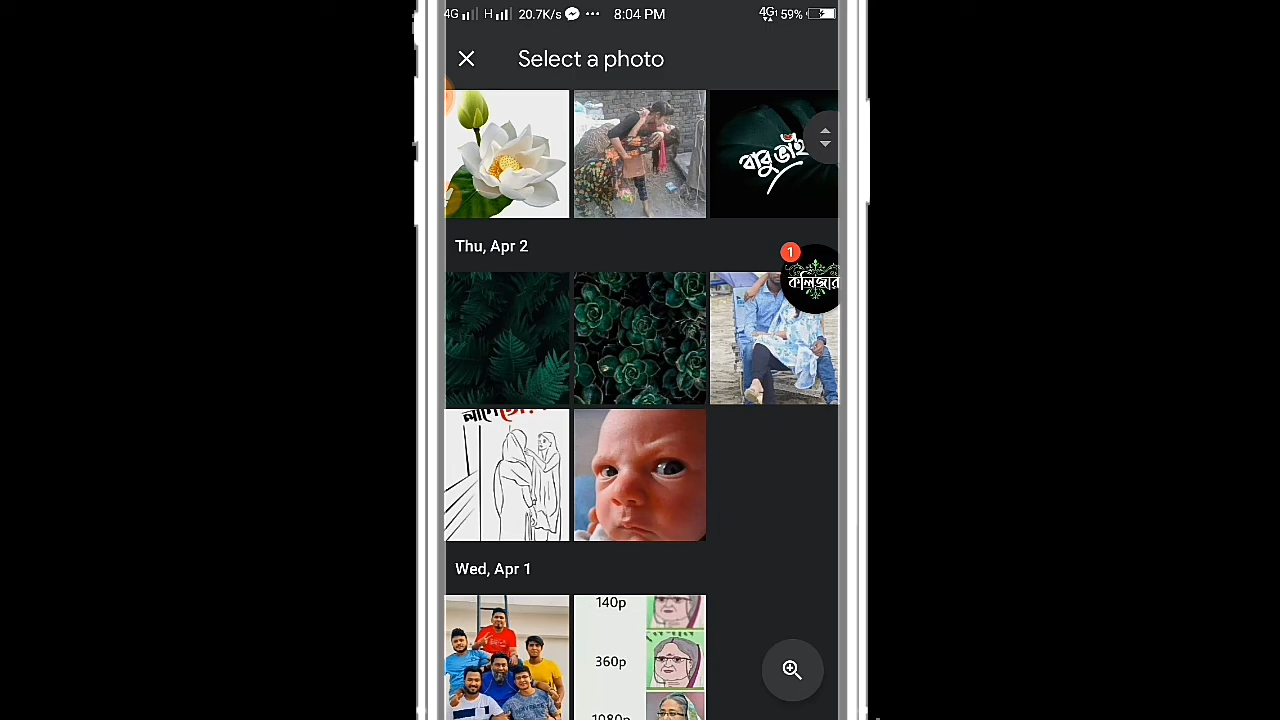 4G H 20.7K/s ••• 8:04 PM 4G 59%
Select a photo
বাবু ভাই
Thu, Apr 2
1
কলিজার
Wed, Apr 1
140p
360p
1080p